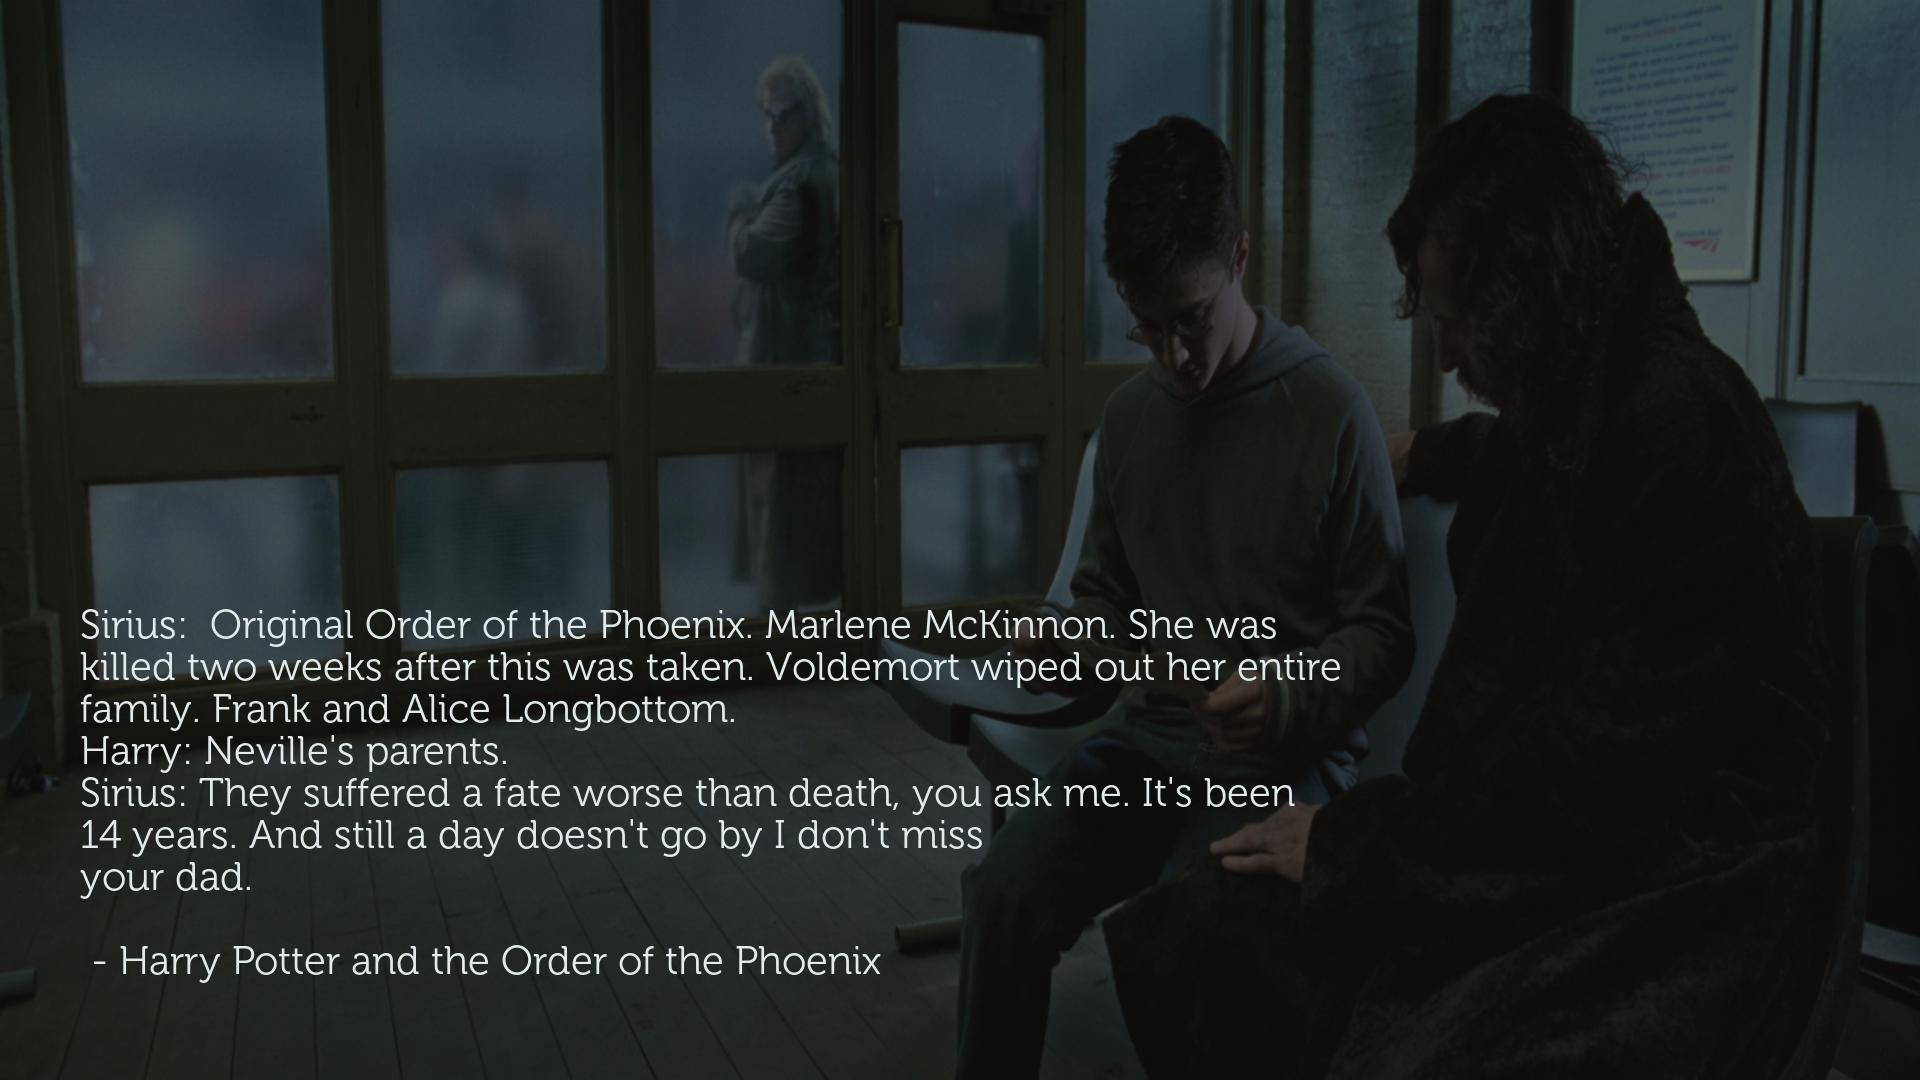 Sirius:  Original Order of the Phoenix. Marlene McKinnon. She was
killed two weeks after this was taken. Voldemort wiped out her entire
family. Frank and Alice Longbottom.
Harry: Neville's parents.
Sirius: They suffered a fate worse than death, you ask me. It's been
14 years. And still a day doesn't go by I don't miss
your dad.
- Harry Potter and the Order of the Phoenix